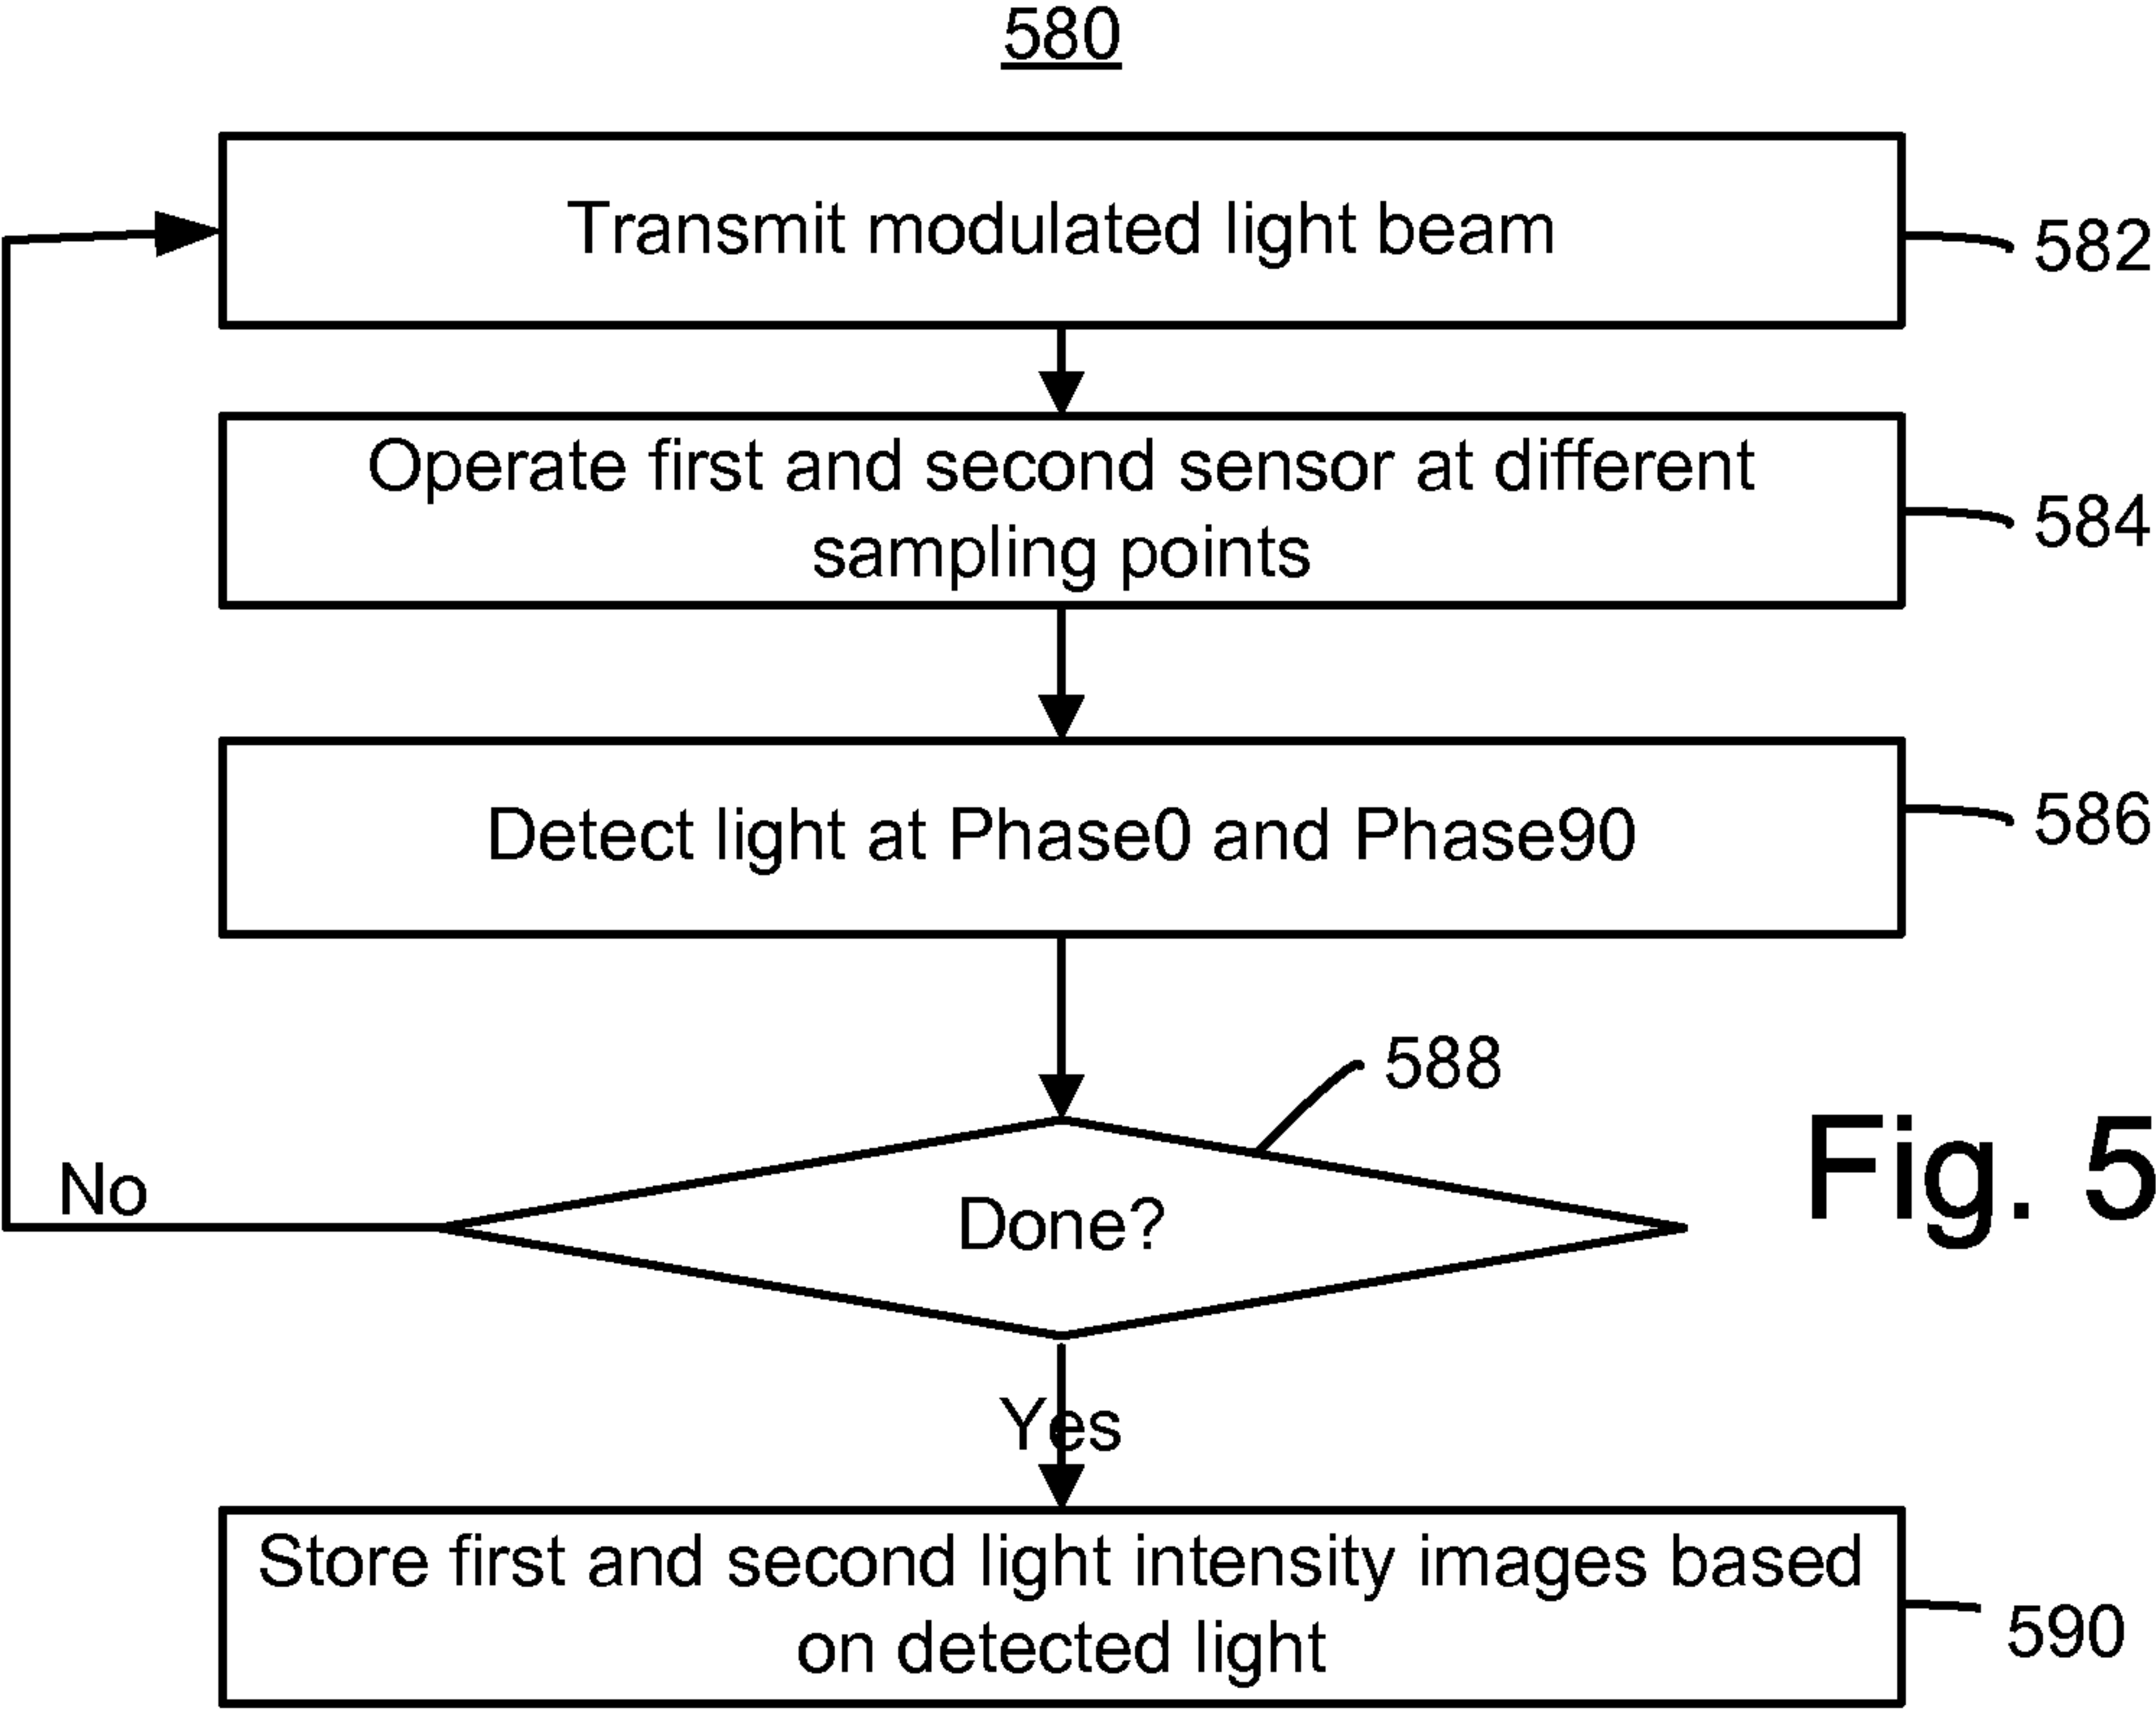 580
Transmit modulated light beam
582
Operate first and second sensor at different
sampling points
584
Detect light at Phase0 and Phase90
586
588
Fig. 5
No
Done?
Yes
Store first and second light intensity images based
on detected light
590